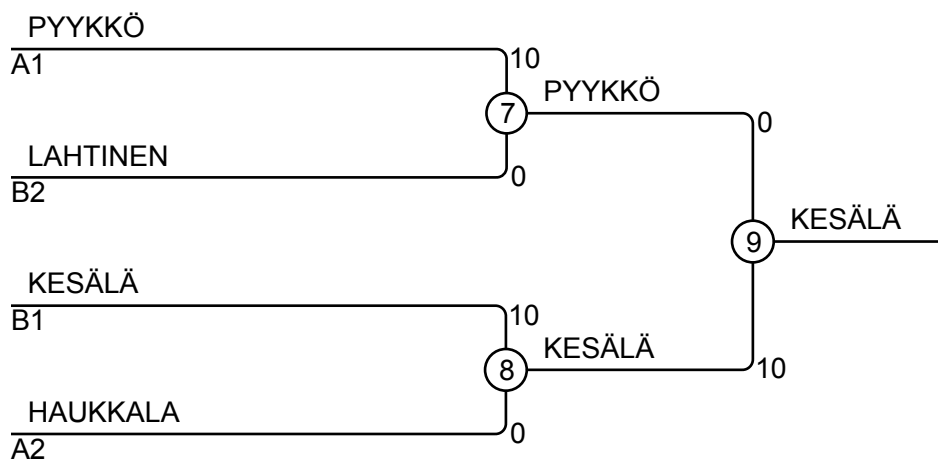 PYYKKÖ
A1
10
7
PYYKKÖ
0
LAHTINEN
B2
0
9
KESÄLÄ
KESÄLÄ
B1
10
8
KESÄLÄ
10
HAUKKALA
A2
0